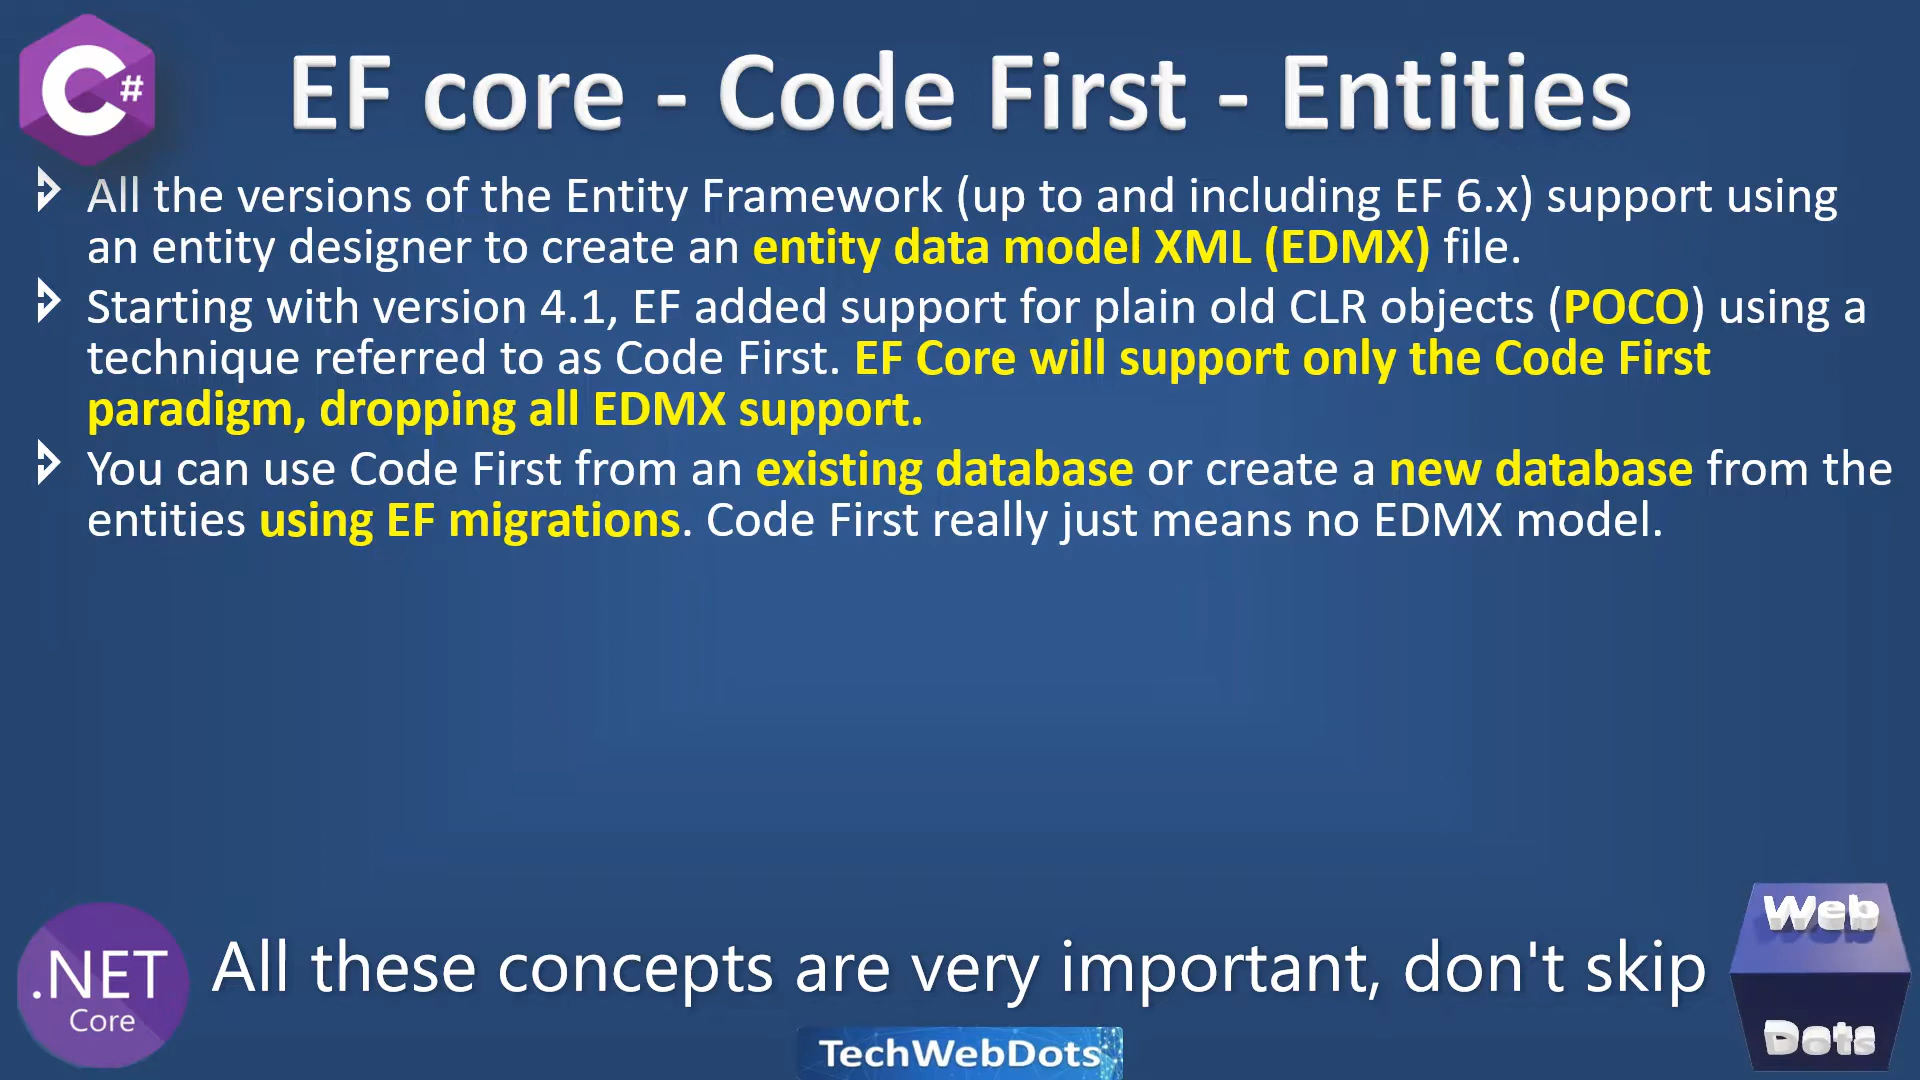 C#
EF core - Code First - Entities
All the versions of the Entity Framework (up to and including EF 6.x) support using
an entity designer to create an entity data model XML (EDMX) file.
Starting with version 4.1, EF added support for plain old CLR objects (POCO) using a
technique referred to as Code First. EF Core will support only the Code First
paradigm, dropping all EDMX support.
You can use Code First from an existing database or create a new database from the
entities using EF migrations. Code First really just means no EDMX model.
.NET
Core
All these concepts are very important, don't skip
Web
Dots
TechWebDots